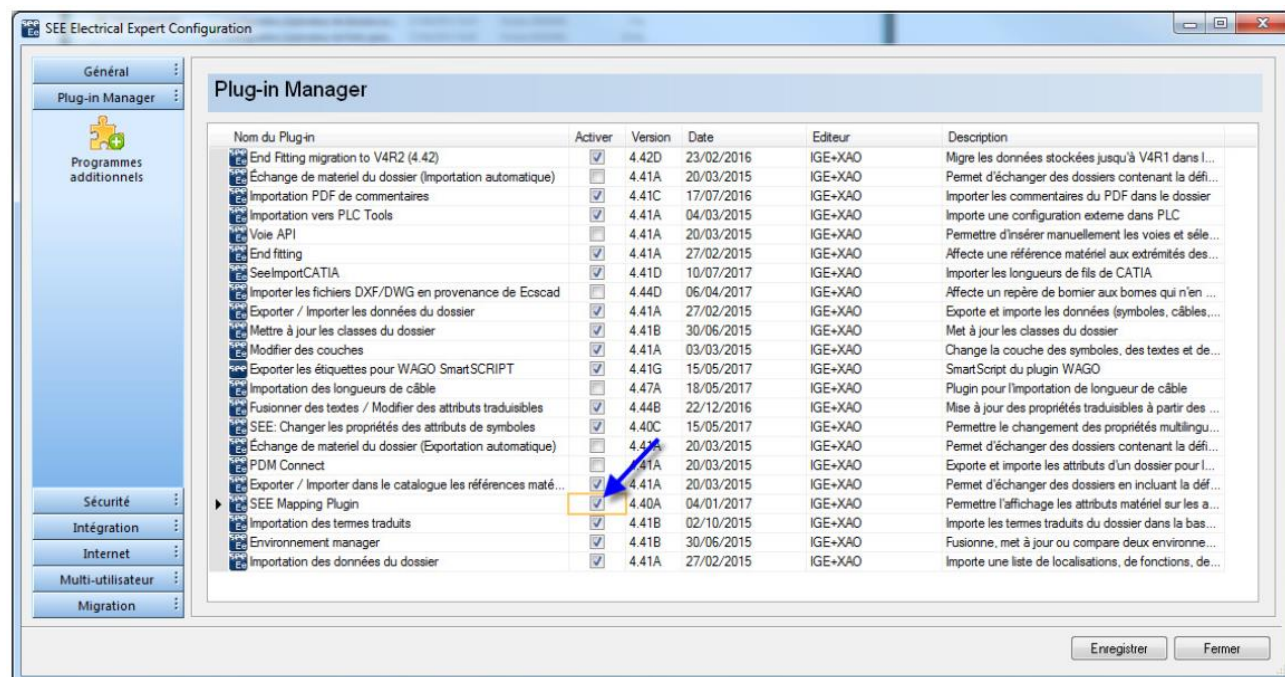 SEE Electrical Expert Configuration
Général
Plug-in Manager
Programmes
additionnels
Sécurité
Intégration
Internet
Multi-utilisateur
Migration
Plug-in Manager
Nom du Plug-in Activer Version Date Editeur Description
End Fitting migration to V4R2 (4.42) 4.42D 23/02/2016 IGE+XAO Migre les données stockées jusqu'à V4R1 dans l...
Échange de materiel du dossier (Importation automatique) 4.41A 20/03/2015 IGE+XAO Permet d'échanger des dossiers contenant la défi...
Importation PDF de commentaires 4.41C 17/07/2016 IGE+XAO Importer les commentaires du PDF dans le dossier
Importation vers PLC Tools 4.41A 04/03/2015 IGE+XAO Importe une configuration externe dans PLC
Voie API 4.41A 20/03/2015 IGE+XAO Permettre d'insérer manuellement les voies et séle...
End fitting 4.41A 27/02/2015 IGE+XAO Affecte une référence matériel aux extrémités des...
SeeImportCATIA 4.41D 10/07/2017 IGE+XAO Importer les longueurs de fils de CATIA
Importer les fichiers DXF/DWG en provenance de Ecscad 4.44D 06/04/2017 IGE+XAO Affecte un repère de bornier aux bornes qui n'en ...
Exporter / Importer les données du dossier 4.41A 27/02/2015 IGE+XAO Exporte et importe les données (symboles, câbles,...
Mettre à jour les classes du dossier 4.41B 30/06/2015 IGE+XAO Met à jour les classes du dossier
Modifier des couches 4.41A 03/03/2015 IGE+XAO Change la couche des symboles, des textes et de...
Exporter les étiquettes pour WAGO SmartSCRIPT 4.41G 15/05/2017 IGE+XAO SmartScript du plugin WAGO
Importation des longueurs de câble 4.47A 18/05/2017 IGE+XAO Plugin pour l'importation de longueur de câble
Fusionner des textes / Modifier des attributs traduisibles 4.44B 22/12/2016 IGE+XAO Mise à jour des propriétés traduisibles à partir des ...
SEE: Changer les propriétés des attributs de symboles 4.40C 15/05/2017 IGE+XAO Permettre le changement des propriétés multilingu...
Échange de materiel du dossier (Exportation automatique) 4.41A 20/03/2015 IGE+XAO Permet d'échanger des dossiers contenant la défi...
PDM Connect 4.41A 20/03/2015 IGE+XAO Exporte et importe les attributs d'un dossier pour l...
Exporter / Importer dans le catalogue les références maté... 4.41A 20/03/2015 IGE+XAO Permet d'échanger des dossiers en incluant la déf...
SEE Mapping Plugin 4.40A 04/01/2017 IGE+XAO Permettre l'affichage les attributs matériel sur les a...
Importation des termes traduits 4.41B 02/10/2015 IGE+XAO Importe les termes traduits du dossier dans la bas...
Environnement manager 4.41B 30/06/2015 IGE+XAO Fusionne, met à jour ou compare deux environne...
Importation des données du dossier 4.41A 27/02/2015 IGE+XAO Importe une liste de localisations, de fonctions, de...
Enregistrer Fermer